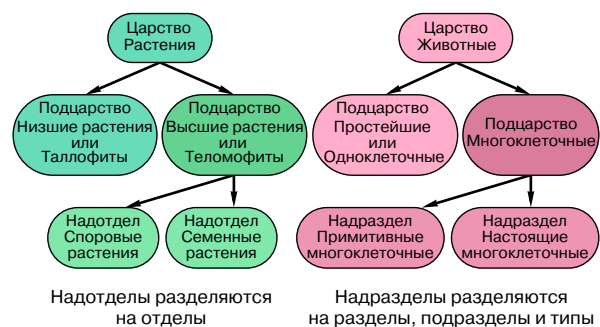 Царство
Растения
Подцарство
Низшие растения
или
Таллофиты
Подцарство
Высшие растения
или
Теломофиты
Надотдел
Споровые
растения
Надотдел
Семенные
растения
Надотделы разделяются
на отделы
Царство
Животные
Подцарство
Простейшие
или
Одноклеточные
Подцарство
Многоклеточные
Надраздел
Примитивные
многоклеточные
Надраздел
Настоящие
многоклеточные
Надразделы разделяются
на разделы, подразделы и типы